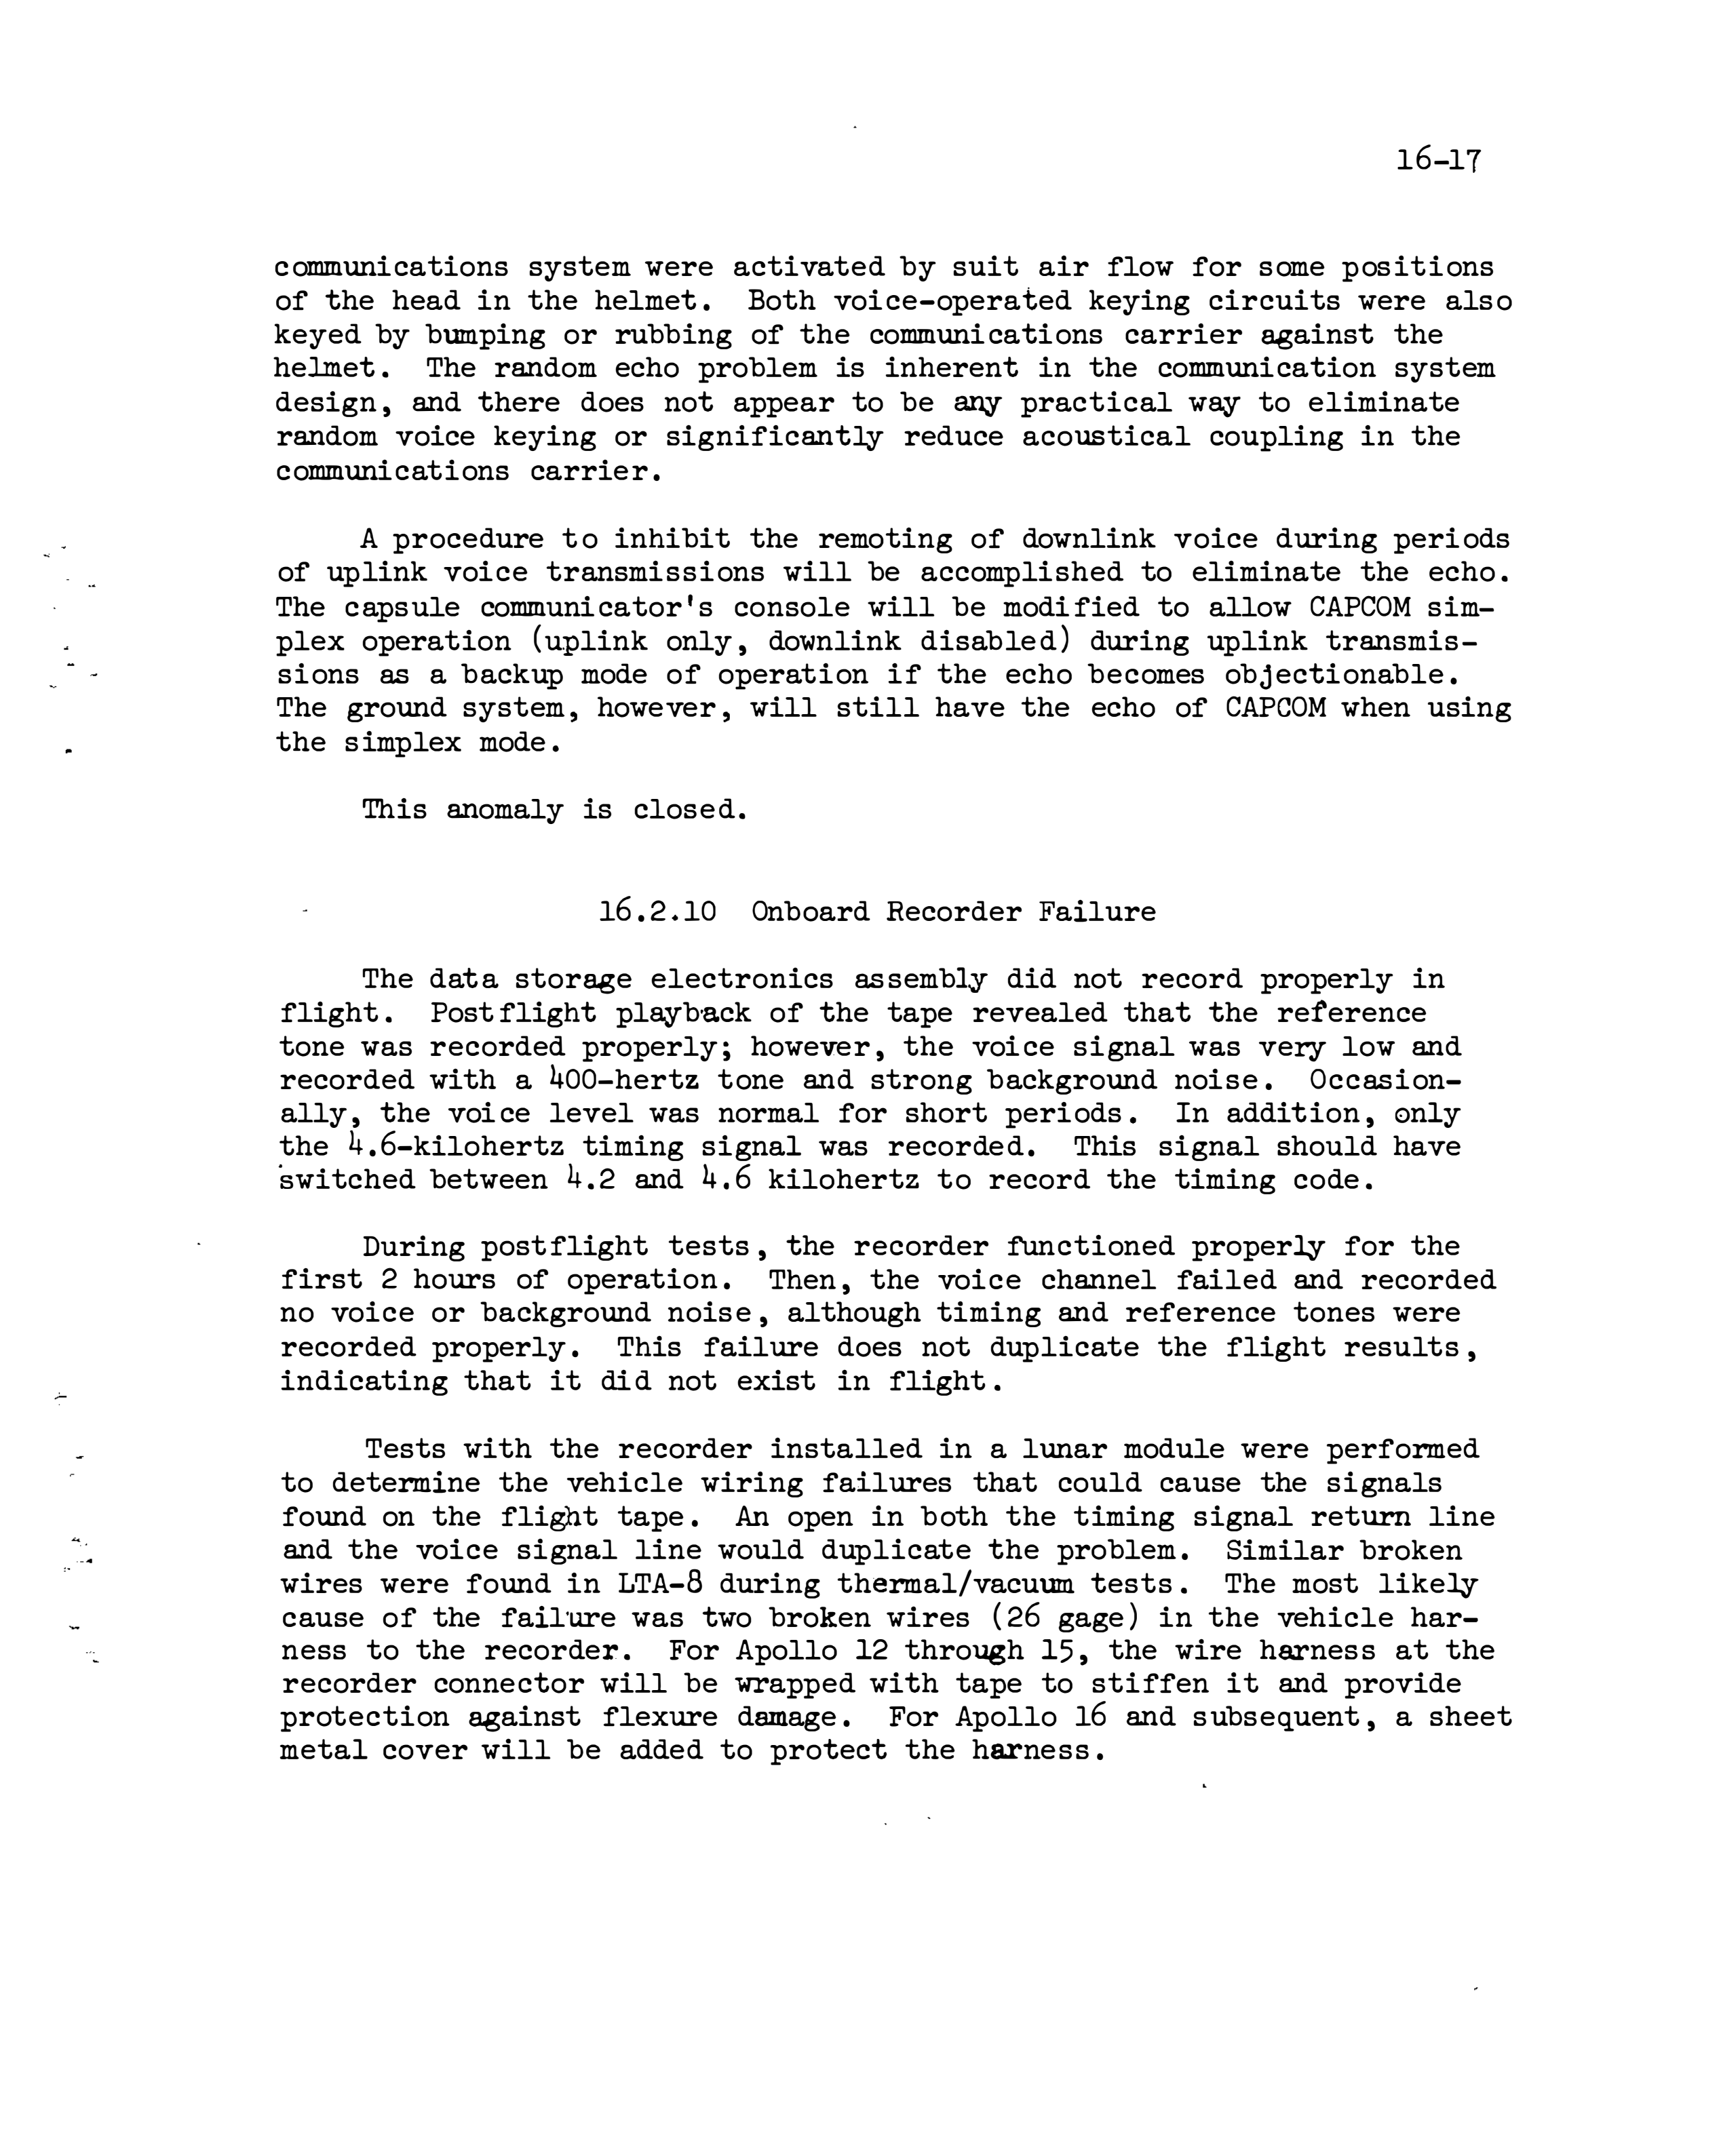 16-17
communications system were activated by suit air flow for some positions
of the head in the helmet. Both voice-operated keying circuits were also
keyed by bumping or rubbing of the communications carrier against the
helmet. The random echo problem is inherent in the communication system
design, and there does not appear to be any practical way to eliminate
random voice keying or significantly reduce acoustical coupling in the
communications carrier.
A procedure to inhibit the remoting of downlink voice during periods
of uplink voice transmissions will be accomplished to eliminate the echo.
The capsule communicator's console will be modified to allow CAPCOM sim-
plex operation (uplink only, downlink disabled) during uplink transmis-
sions as a backup mode of operation if the echo becomes objectionable.
The ground system, however, will still have the echo of CAPCOM when using
the simplex mode.
This anomaly is closed.
16.2.10 Onboard Recorder Failure
The data storage electronics assembly did not record properly in
flight. Postflight playback of the tape revealed that the reference
tone was recorded properly; however, the voice signal was very low and
recorded with a 400-hertz tone and strong background noise. Occasion-
ally, the voice level was normal for short periods. In addition, only
the 4.6-kilohertz timing signal was recorded. This signal should have
switched between 4.2 and 4.6 kilohertz to record the timing code.
During postflight tests, the recorder functioned properly for the
first 2 hours of operation. Then, the voice channel failed and recorded
no voice or background noise, although timing and reference tones were
recorded properly. This failure does not duplicate the flight results,
indicating that it did not exist in flight.
Tests with the recorder installed in a lunar module were performed
to determine the vehicle wiring failures that could cause the signals
found on the flight tape. An open in both the timing signal return line
and the voice signal line would duplicate the problem. Similar broken
wires were found in LTA-8 during thermal/vacuum tests. The most likely
cause of the failure was two broken wires (26 gage) in the vehicle har-
ness to the recorder. For Apollo 12 through 15, the wire harness at the
recorder connector will be wrapped with tape to stiffen it and provide
protection against flexure damage. For Apollo 16 and subsequent, a sheet
metal cover will be added to protect the harness.